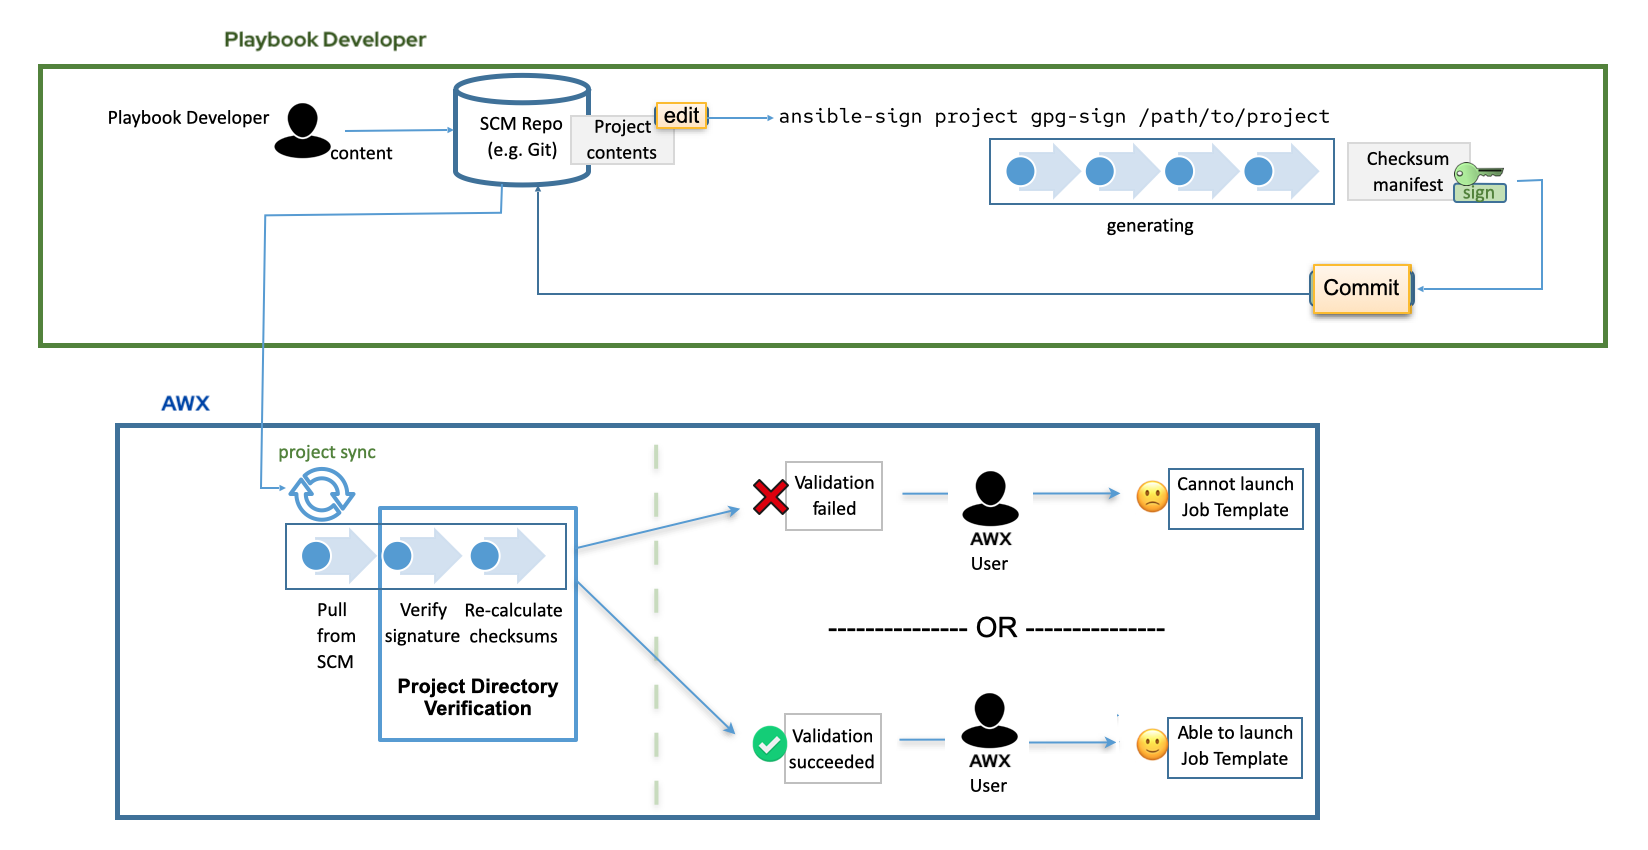 Playbook Developer
Playbook Developer
content
SCM Repo
(e.g. Git)
Project
contents
edit
ansible-sign project gpg-sign /path/to/project
generating
Checksum
manifest
sign
Commit
AWX
project sync
Pull
from
SCM
Verify
signature
Re-calculate
checksums
Project Directory
Verification
Validation
failed
AWX
User
Cannot launch
Job Template
--------------- OR ---------------
Validation
succeeded
AWX
User
Able to launch
Job Template